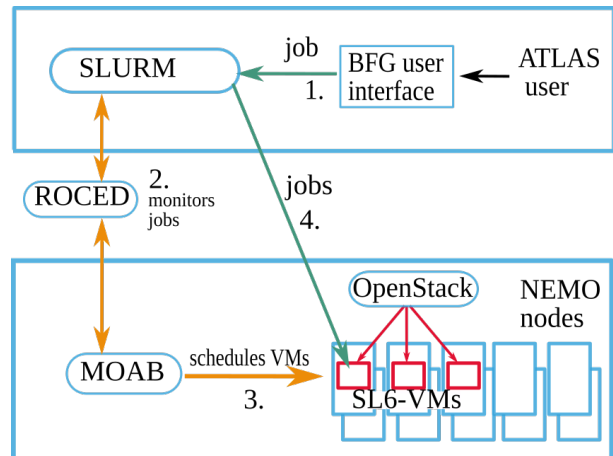 job
SLURM
BFG user
interface
1.
ATLAS
user
ROCED
2.
monitors
jobs
jobs
4.
OpenStack
NEMO
nodes
MOAB
schedules VMs
3.
SL6-VMs